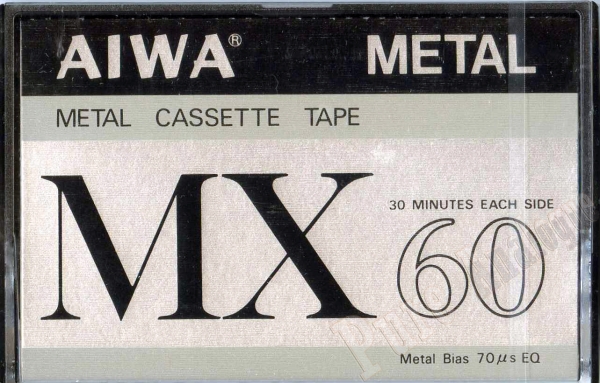 AIWA® METAL
METAL CASSETTE TAPE
30 MINUTES EACH SIDE
MX 60
Metal Bias 70μs EQ